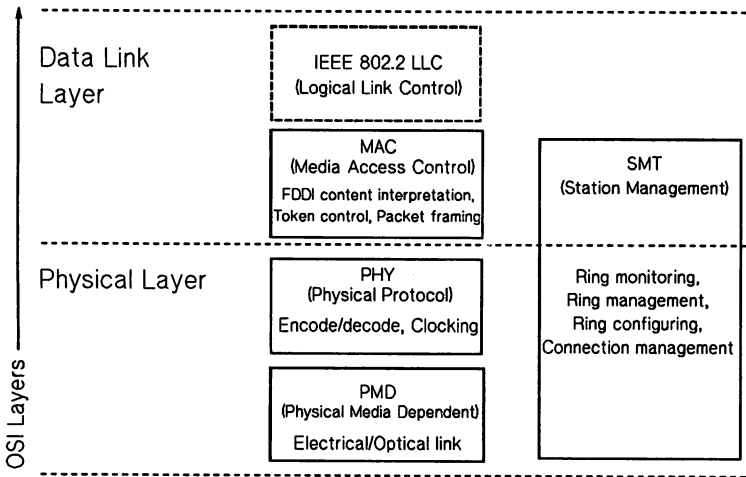 Data Link
Layer
IEEE 802.2 LLC
(Logical Link Control)
MAC
(Media Access Control)
FDDI content interpretation,
Token control, Packet framing
SMT
(Station Management)
Physical Layer
PHY
(Physical Protocol)
Encode/decode, Clocking
Ring monitoring,
Ring management,
Ring configuring,
Connection management
PMD
(Physical Media Dependent)
Electrical/Optical link
OSI Layers